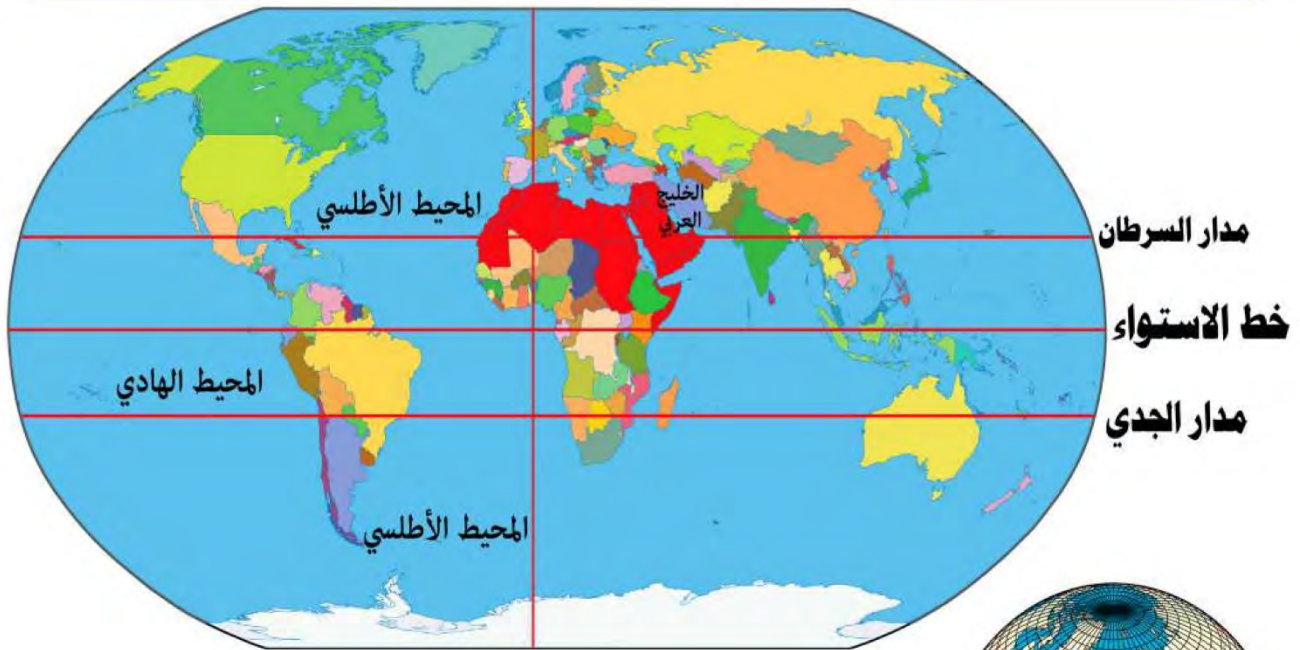 المحيط الأطلسي
الخليج
العربي
مدار السرطان
خط الاستواء
المحيط الهادي
مدار الجدي
المحيط الأطلسي